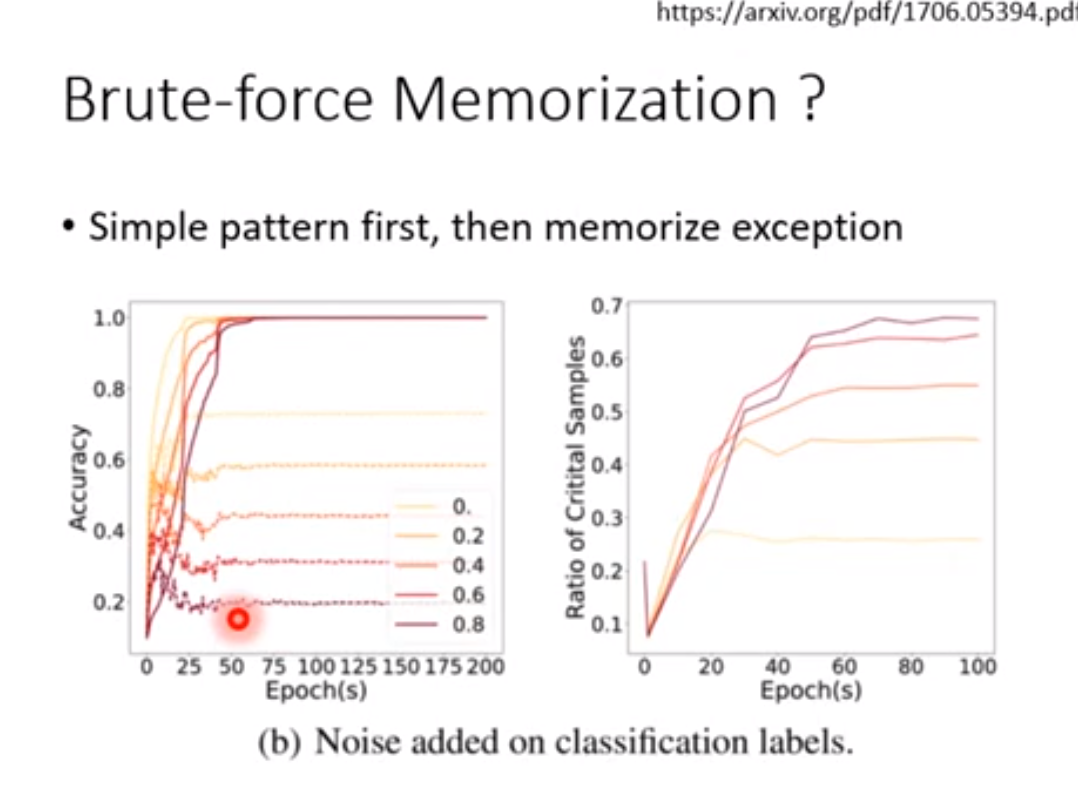 https://arxiv.org/pdf/1706.05394.pdf
Brute-force Memorization ?
• Simple pattern first, then memorize exception
1.0
0.8
0.6
0.4
0.2
Accuracy
0.
0.2
0.4
0.6
0.8
0 25 50 75 100 125 150 175 200
Epoch(s)
0.7
0.6
0.5
0.4
0.3
0.2
0.1
Ratio of Critital Samples
0 20 40 60 80 100
Epoch(s)
(b) Noise added on classification labels.